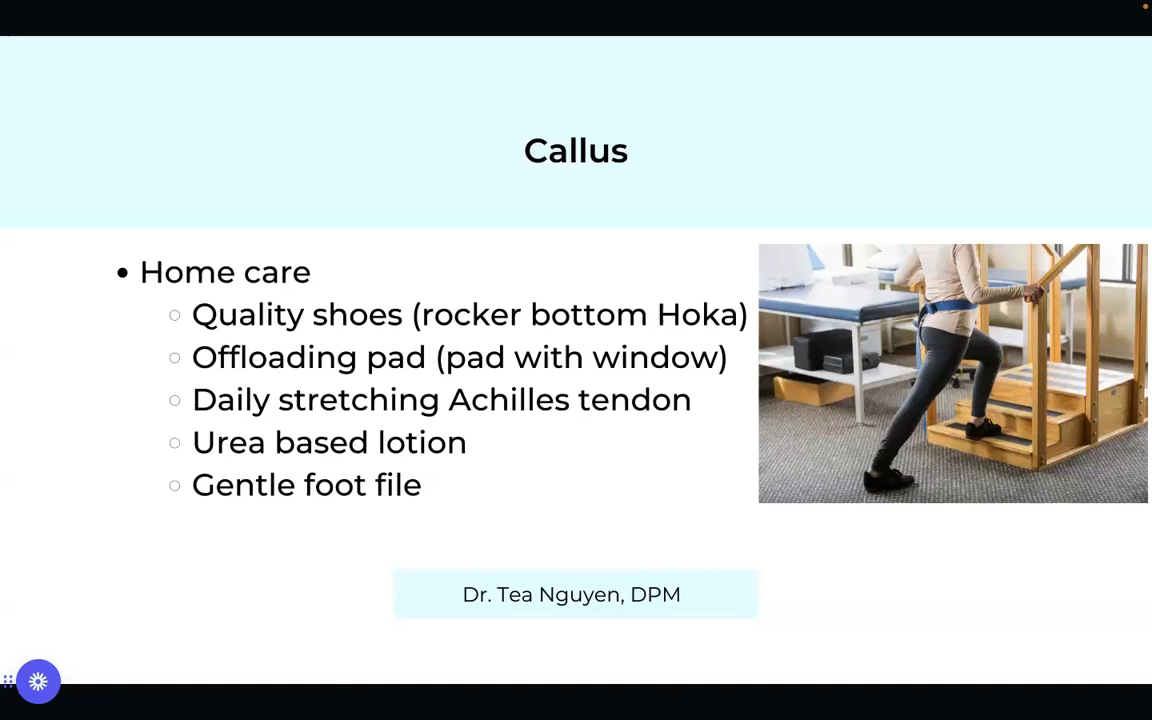 Callus
Home care
Quality shoes (rocker bottom Hoka)
Offloading pad (pad with window)
Daily stretching Achilles tendon
Urea based lotion
Gentle foot file
Dr. Tea Nguyen, DPM